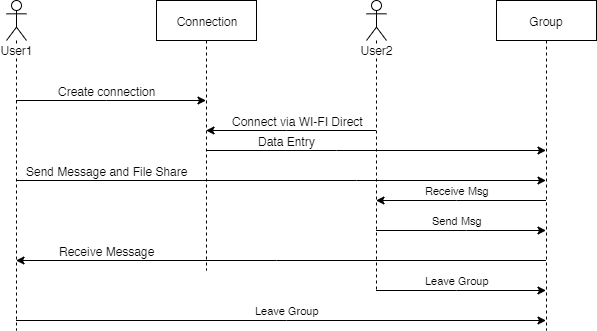 Connection
Group
User1
User2
Create connection
Connect via WI-FI Direct
Data Entry
Send Message and File Share
Receive Msg
Send Msg
Receive Message
Leave Group
Leave Group